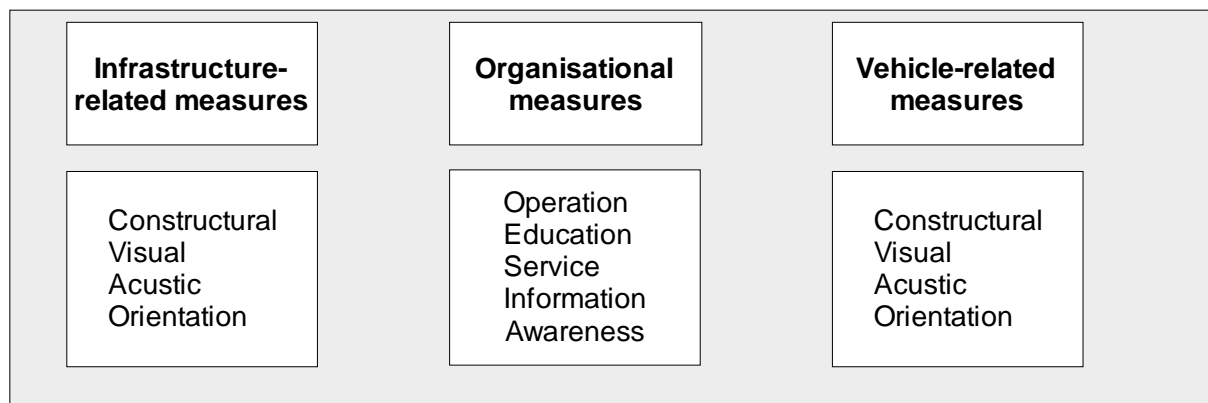 Infrastructure-
related measures
Constructural
Visual
Acustic
Orientation
Organisational
measures
Operation
Education
Service
Information
Awareness
Vehicle-related
measures
Constructural
Visual
Acustic
Orientation